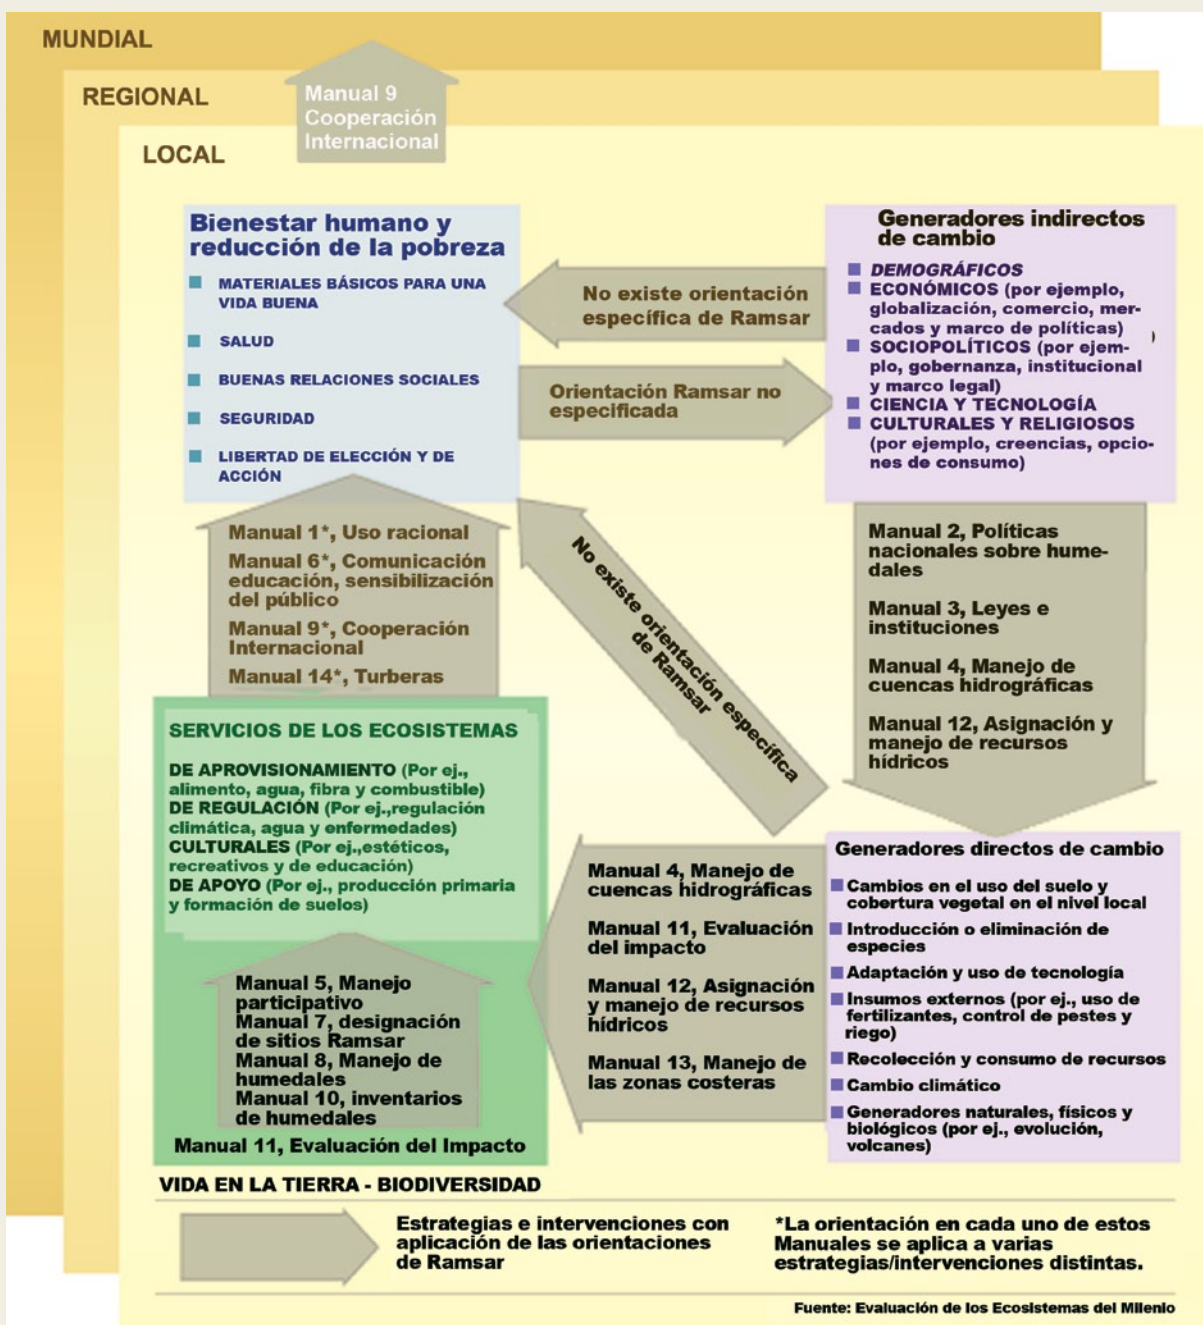 MUNDIAL
REGIONAL
LOCAL
Manual 9
Cooperación
Internacional
Bienestar humano y
reducción de la pobreza
MATERIALES BÁSICOS PARA UNA
VIDA BUENA
SALUD
BUENAS RELACIONES SOCIALES
SEGURIDAD
LIBERTAD DE ELECCIÓN Y DE
ACCIÓN
No existe orientación
específica de Ramsar
Orientación Ramsar no
especificada
Generadores indirectos
de cambio
DEMOGRÁFICOS
ECONÓMICOS (por ejemplo,
globalización, comercio, mer-
cados y marco de políticas)
SOCIOPOLÍTICOS (por ejem-
plo, gobernanza, institucional
y marco legal)
CIENCIA Y TECNOLOGÍA
CULTURALES Y RELIGIOSOS
(por ejemplo, creencias, opcio-
nes de consumo)
Manual 1*, Uso racional
Manual 6*, Comunicación
educación, sensibilización
del público
Manual 9*, Cooperación
Internacional
Manual 14*, Turberas
No existe orientación específica
de Ramsar
Manual 2, Políticas
nacionales sobre hume-
dales
Manual 3, Leyes e
instituciones
Manual 4, Manejo de
cuencas hidrográficas
Manual 12, Asignación y
manejo de recursos
hídricos
SERVICIOS DE LOS ECOSISTEMAS
DE APROVISIONAMIENTO (Por ej.,
alimento, agua, fibra y combustible)
DE REGULACIÓN (Por ej.,regulación
climática, agua y enfermedades)
CULTURALES (Por ej.,estéticos,
recreativos y de educación)
DE APOYO (Por ej., producción primaria
y formación de suelos)
Manual 5, Manejo
participativo
Manual 7, designación
de sitios Ramsar
Manual 8, Manejo de
humedales
Manual 10, inventarios
de humedales
Manual 11, Evaluación del Impacto
Manual 4, Manejo de
cuencas hidrográficas
Manual 11, Evaluación
del impacto
Manual 12, Asignación
y manejo de recursos
hídricos
Manual 13, Manejo de
las zonas costeras
Generadores directos de cambio
Cambios en el uso del suelo y
cobertura vegetal en el nivel local
Introducción o eliminación de
especies
Adaptación y uso de tecnología
Insumos externos (por ej., uso de
fertilizantes, control de pestes y
riego)
Recolección y consumo de recursos
Cambio climático
Generadores naturales, físicos y
biológicos (por ej., evolución,
volcanes)
VIDA EN LA TIERRA - BIODIVERSIDAD
Estrategias e intervenciones con
aplicación de las orientaciones
de Ramsar
*La orientación en cada uno de estos
Manuales se aplica a varias
estrategias/intervenciones distintas.
Fuente: Evaluación de los Ecosistemas del Milenio